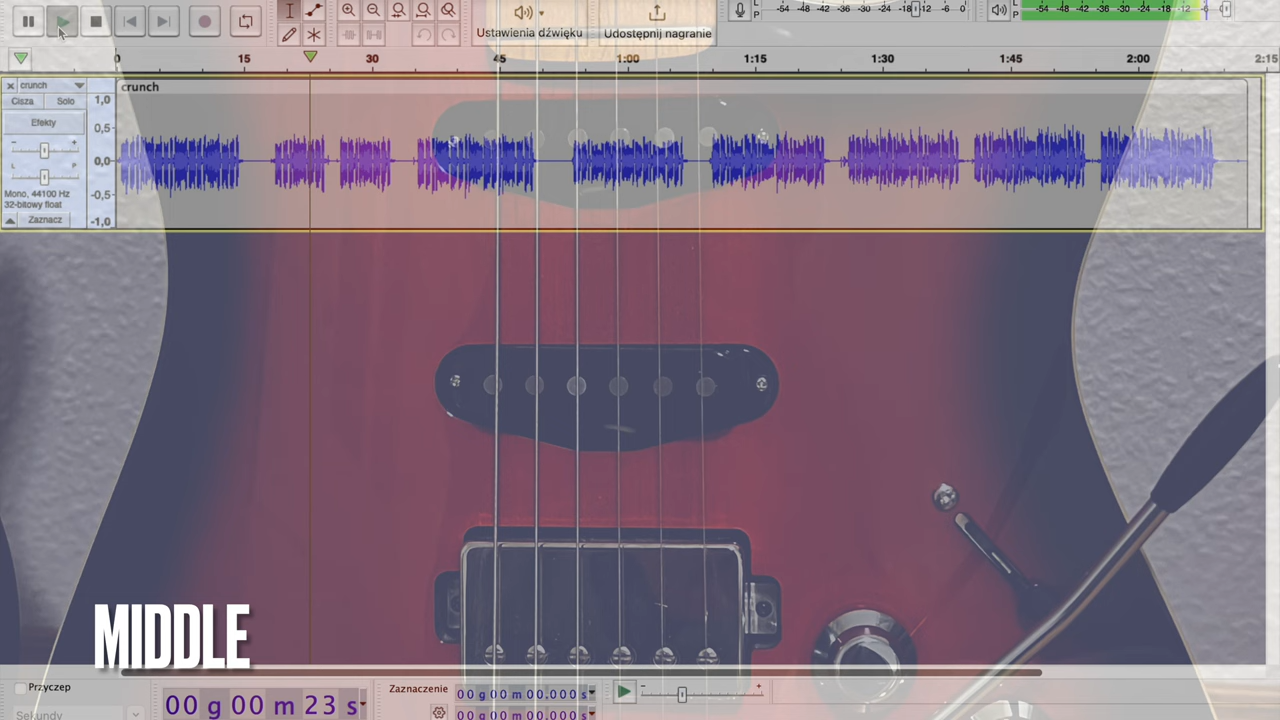 L
P
-54 -48 -42 -36 -30 -24 -18 -12 -6 0
L
P
-54 -48 -42 -36 -30 -24 -18 -12 -6 0
Ustawienia dźwięku
Udostępnij nagranie
0 15 30 45 1:00 1:15 1:30 1:45 2:00 2:15
crunch
crunch
Cisza Solo
Efekty
- +
L P
Mono, 44100 Hz
32-bitowy float
Zaznacz
1,0
0,5
0,0
-0,5
-1,0
MIDDLE
Przyczep
Sekundy
00 g 00 m 23 s
Zaznaczenie
00 g 00 m 00.000 s
00 g 00 m 00.000 s
- +